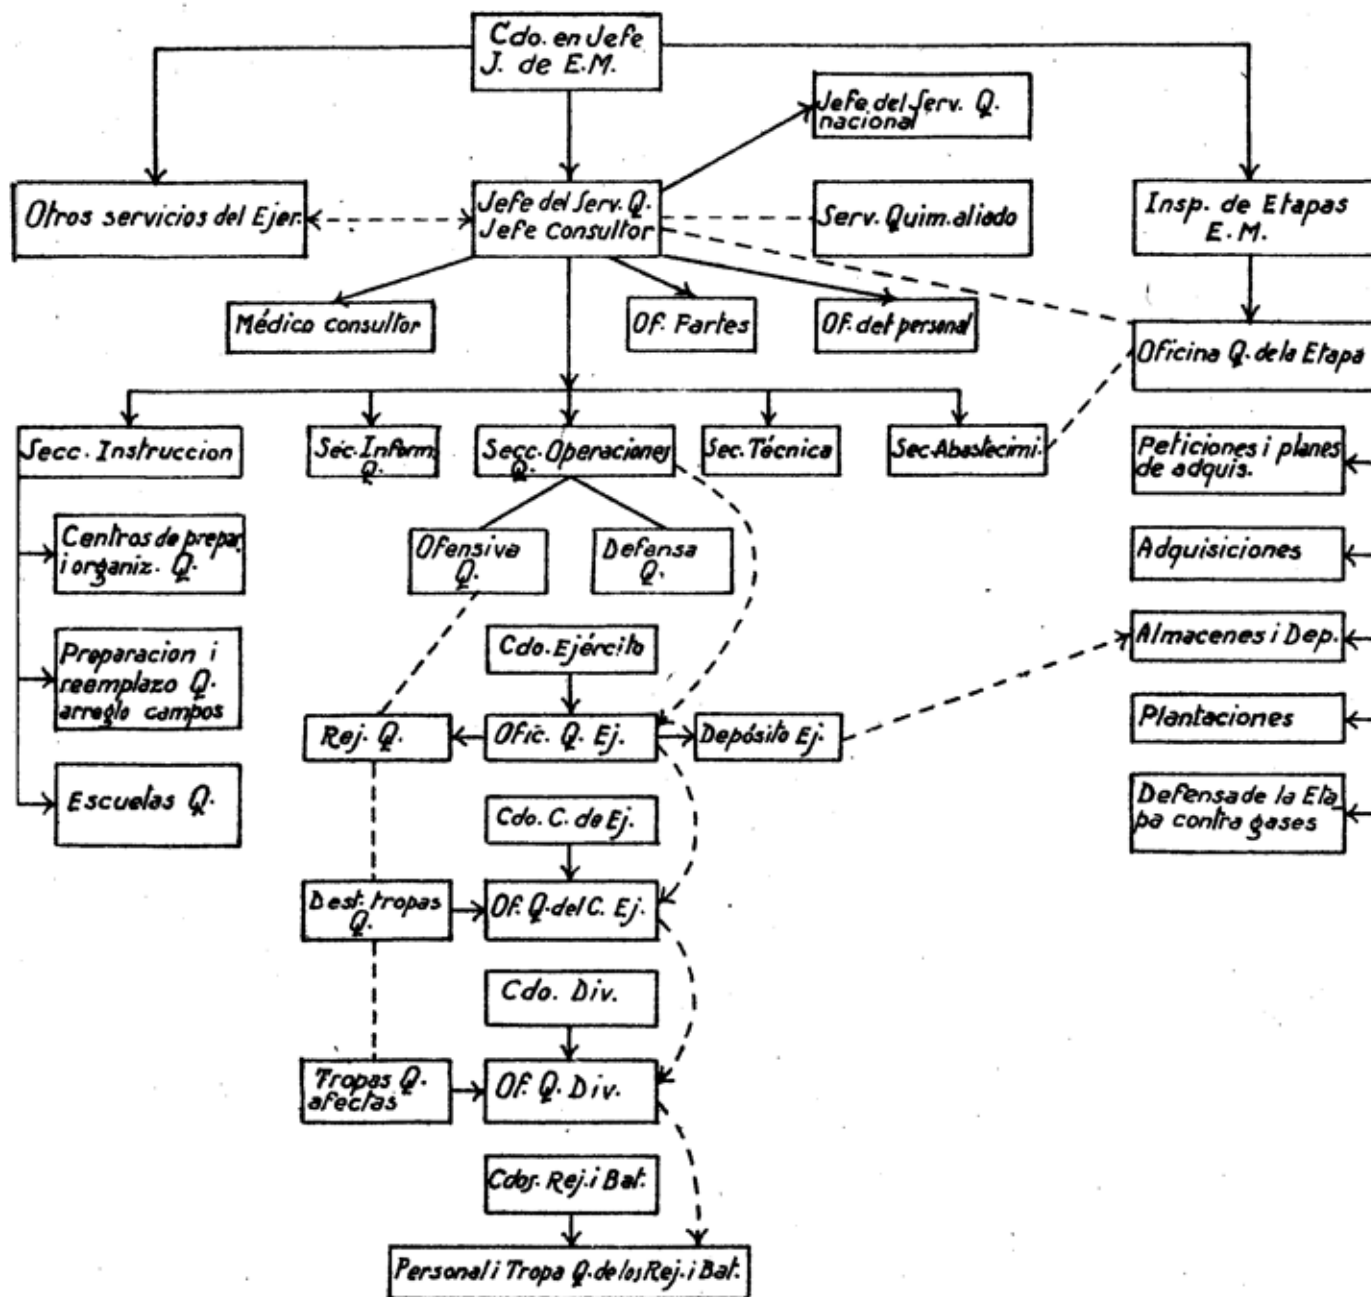 Cdo. en Jefe
J. de E.M.
Jefe del Serv. Q.
nacional
Otros servicios del Ejer.
Jefe del Serv. Q.
Jefe Consultor
Serv. Quim. aliado
Insp. de Etapas
E.M.
Médico consultor
Of. Partes
Of. del personal
Oficina Q. de la Etapa
Secc. Instruccion
Sec. Inform.
Q.
Secc. Operaciones
Q.
Sec. Técnica
Sec. Abastecimi.
Peticiones i planes
de adquis.
Centros de prepar.
i organiz. Q.
Ofensiva
Q.
Defensa
Q.
Adquisiciones
Preparacion i
reemplazo Q.
arreglo campos
Cdo. Ejército
Almacenes i Dep.
Rej. Q.
Ofic. Q. Ej.
Depósito Ej.
Plantaciones
Escuelas Q.
Cdo. C. de Ej.
Defensa de la Eta
pa contra gases
Dest. tropas
Q.
Of. Q. del C. Ej.
Cdo. Div.
Tropas Q.
afectas
Of. Q. Div.
Cdos. Rej. i Bat.
Personal i Tropa Q. de los Rej. i Bat.